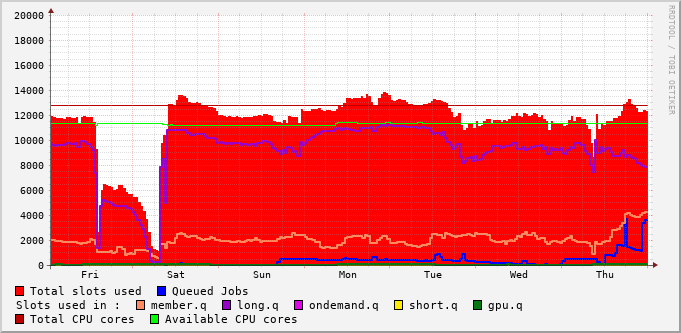 RRDTOOL / TOBI OETIKER
20000
18000
16000
14000
12000
10000
8000
6000
4000
2000
0
Fri Sat Sun Mon Tue Wed Thu
Total slots used Queued Jobs
Slots used in : member.q long.q ondemand.q short.q gpu.q
Total CPU cores Available CPU cores